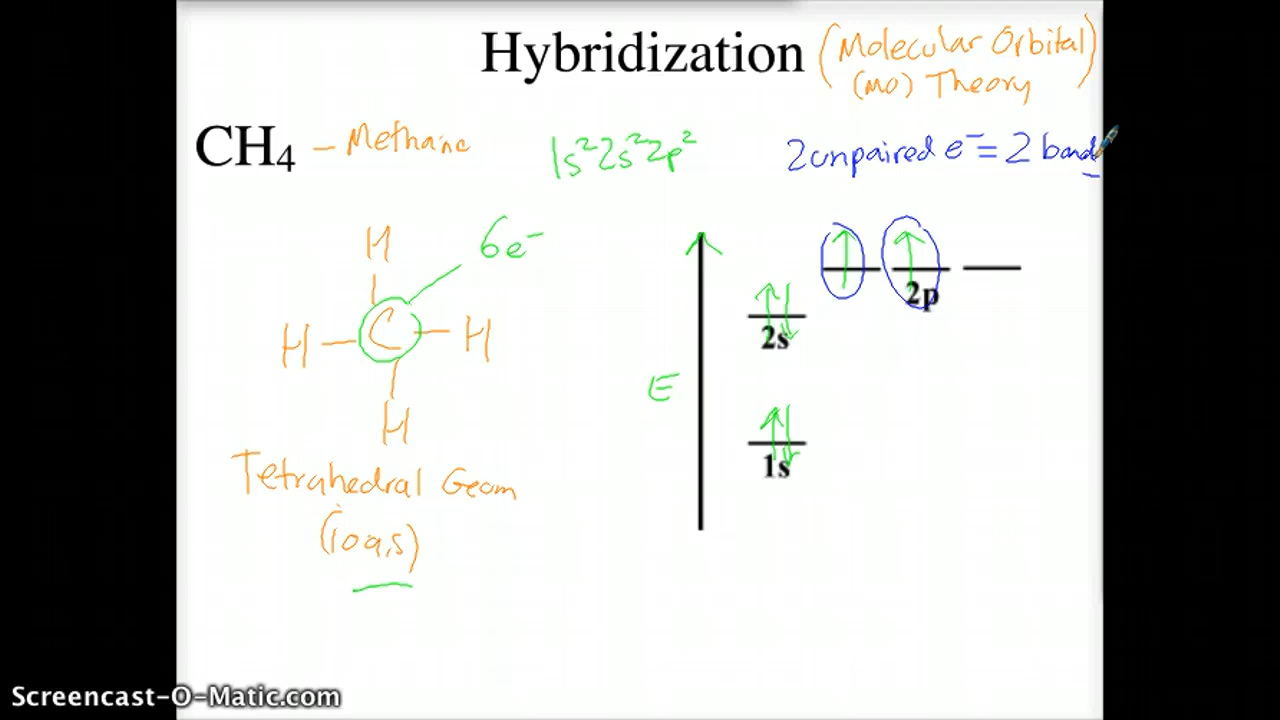 Hybridization (Molecular Orbital)
(MO) Theory
CH₄ – Methane
1s²2s²2p²
2 unpaired e⁻ = 2 bonds
H
6e⁻
H – C – H
H
2p
2s
E
1s
Tetrahedral Geom
(109.5)
Screencast-O-Matic.com